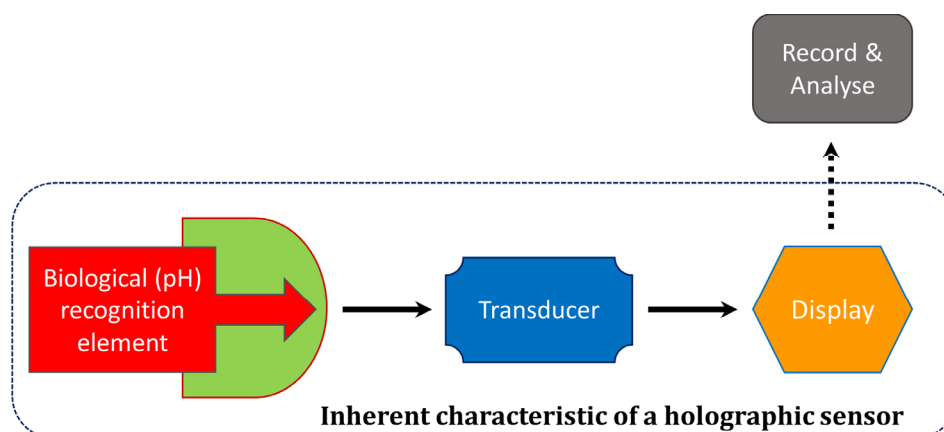 Record &
Analyse
Biological (pH)
recognition
element
Transducer
Display
Inherent characteristic of a holographic sensor